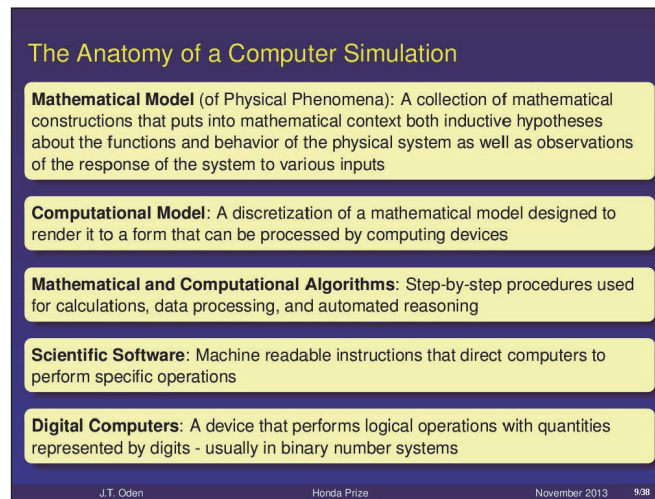 The Anatomy of a Computer Simulation
Mathematical Model (of Physical Phenomena): A collection of mathematical
constructions that puts into mathematical context both inductive hypotheses
about the functions and behavior of the physical system as well as observations
of the response of the system to various inputs
Computational Model: A discretization of a mathematical model designed to
render it to a form that can be processed by computing devices
Mathematical and Computational Algorithms: Step-by-step procedures used
for calculations, data processing, and automated reasoning
Scientific Software: Machine readable instructions that direct computers to
perform specific operations
Digital Computers: A device that performs logical operations with quantities
represented by digits - usually in binary number systems
J.T. Oden Honda Prize November 2013 9/38